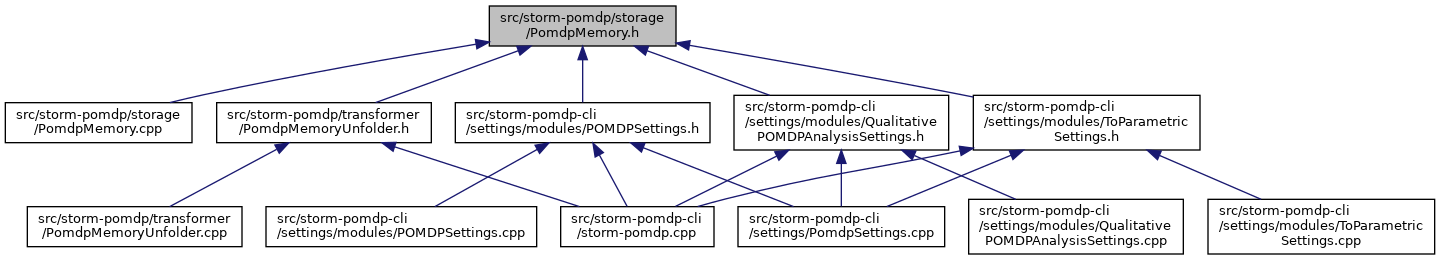 src/storm-pomdp/storage
/PomdpMemory.h
src/storm-pomdp/storage
/PomdpMemory.cpp
src/storm-pomdp/transformer
/PomdpMemoryUnfolder.h
src/storm-pomdp-cli
/settings/modules/POMDPSettings.h
src/storm-pomdp-cli
/settings/modules/Qualitative
POMDPAnalysisSettings.h
src/storm-pomdp-cli
/settings/modules/ToParametric
Settings.h
src/storm-pomdp/transformer
/PomdpMemoryUnfolder.cpp
src/storm-pomdp-cli
/settings/modules/POMDPSettings.cpp
src/storm-pomdp-cli
/storm-pomdp.cpp
src/storm-pomdp-cli
/settings/PomdpSettings.cpp
src/storm-pomdp-cli
/settings/modules/Qualitative
POMDPAnalysisSettings.cpp
src/storm-pomdp-cli
/settings/modules/ToParametric
Settings.cpp